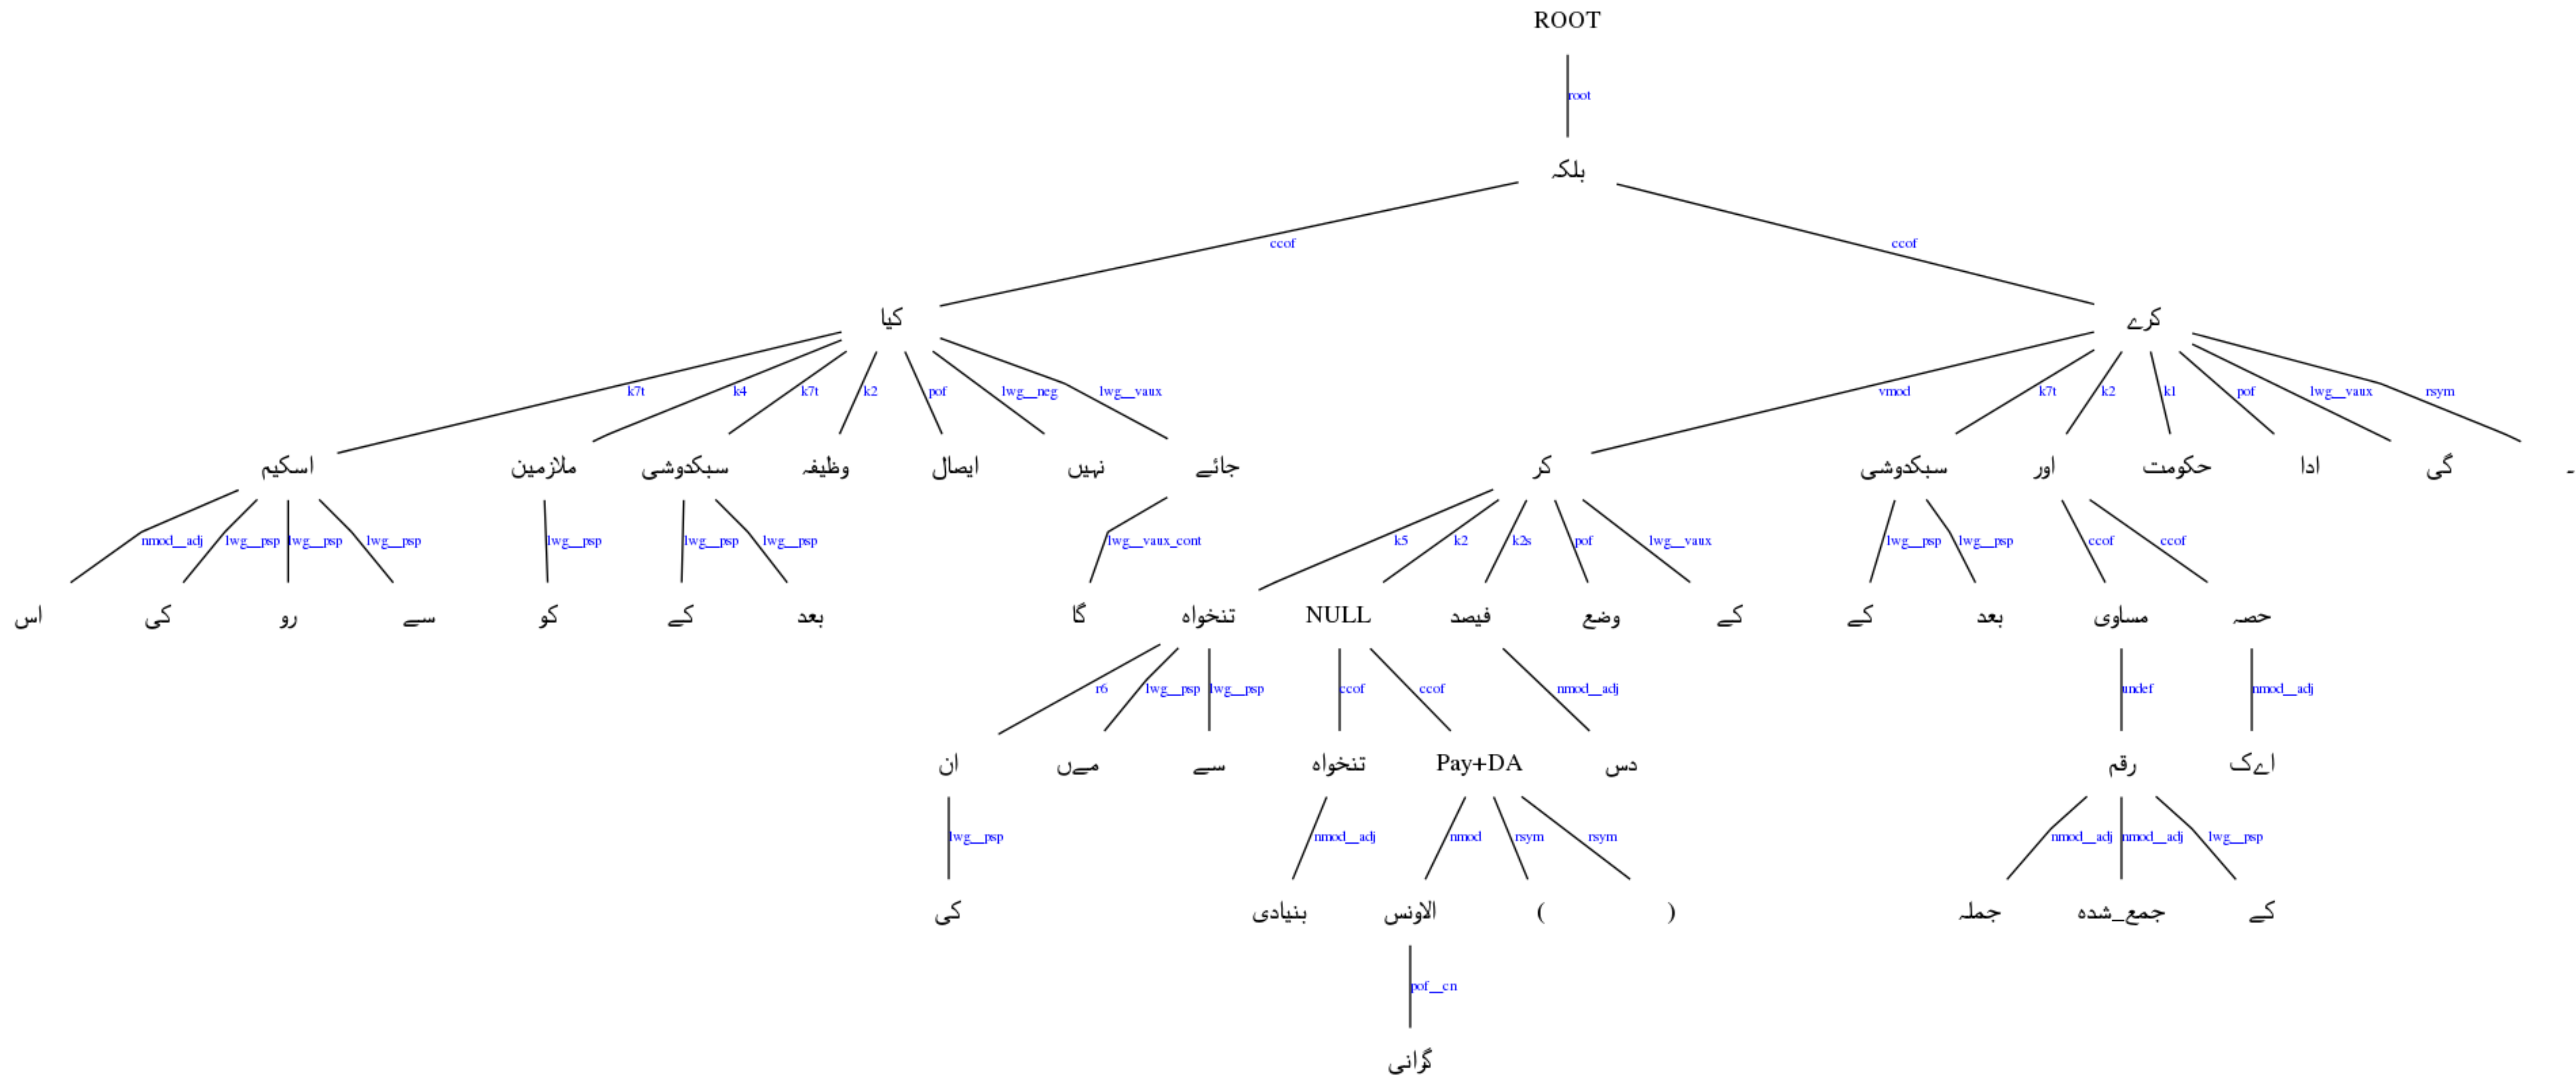 ROOT
root
بلکہ
ccof ccof
کیا کرے
k7t k4 k7t k2 pof lwg__neg lwg__vaux vmod k7t k2 k1 pof lwg__vaux rsym
اسکیم ملازمین سبکدوشی وظیفہ ایصال نہیں جائے کر سبکدوشی اور حکومت ادا گی ۔
nmod__adj lwg__psp lwg__psp lwg__psp lwg__psp lwg__psp lwg__psp lwg__vaux_cont k5 k2 k2s pof lwg__vaux lwg__psp lwg__psp ccof ccof
اس کی رو سے کو کے بعد گا تنخواہ NULL فیصد وضع کے کے بعد مساوی حصہ
r6 lwg__psp lwg__psp ccof ccof nmod__adj undef nmod__adj
ان مےں سے تنخواہ Pay+DA دس رقم اےک
lwg__psp nmod__adj nmod rsym rsym nmod__adj nmod__adj lwg__psp
کی بنیادی الاونس ( ) جملہ جمع_شدہ کے
pof__cn
گرانی